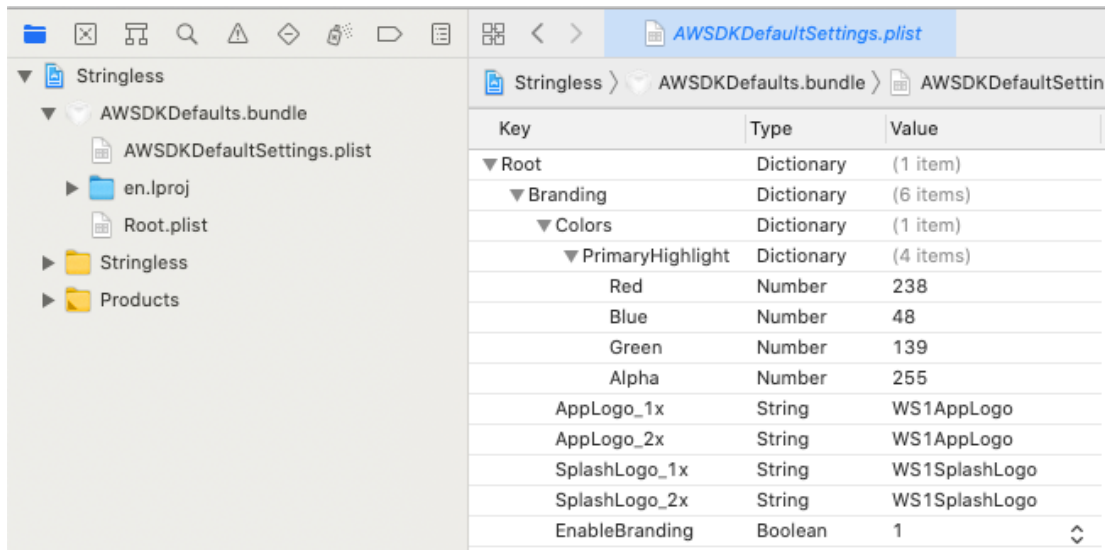 AWSDKDefaultSettings.plist
Stringless
AWSDKDefaults.bundle
AWSDKDefaultSettings.plist
en.lproj
Root.plist
Stringless
Products
Stringless 〉 AWSDKDefaults.bundle 〉 AWSDKDefaultSettin
Key Type Value
Root Dictionary (1 item)
Branding Dictionary (6 items)
Colors Dictionary (1 item)
PrimaryHighlight Dictionary (4 items)
Red Number 238
Blue Number 48
Green Number 139
Alpha Number 255
AppLogo_1x String WS1AppLogo
AppLogo_2x String WS1AppLogo
SplashLogo_1x String WS1SplashLogo
SplashLogo_2x String WS1SplashLogo
EnableBranding Boolean 1